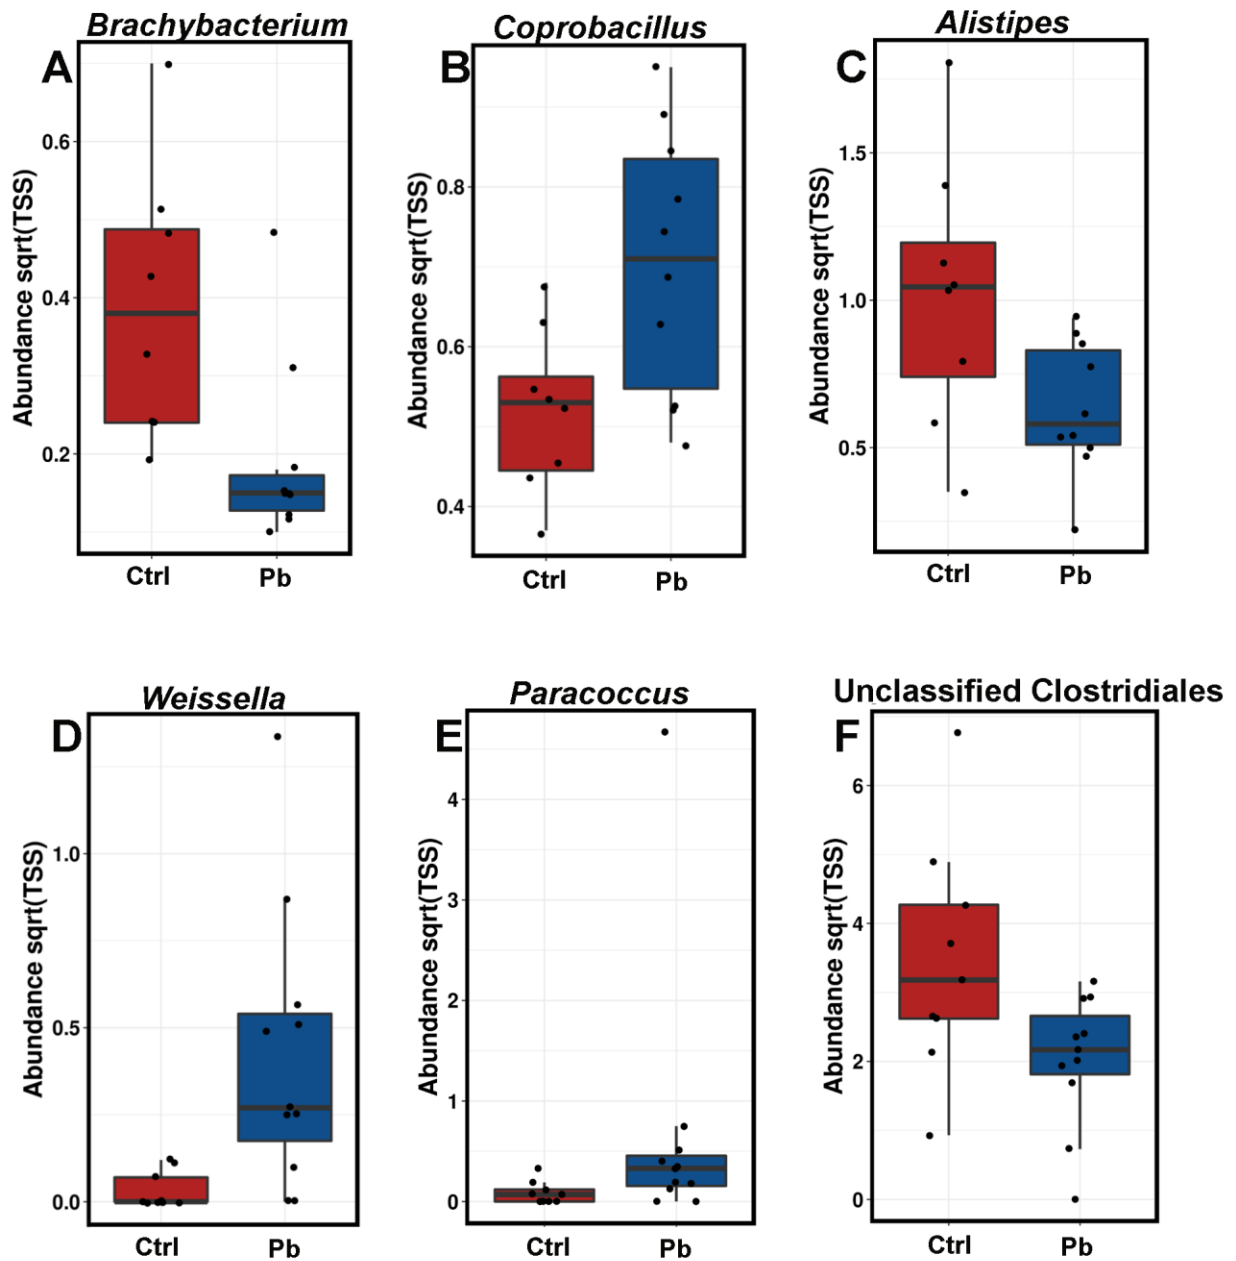 Brachybacterium
A
Abundance sqrt(TSS)
0.6
0.4
0.2
Ctrl Pb
Coprobacillus
B
Abundance sqrt(TSS)
0.8
0.6
0.4
Ctrl Pb
Alistipes
C
Abundance sqrt(TSS)
1.5
1.0
0.5
Ctrl Pb
Weissella
D
Abundance sqrt(TSS)
1.0
0.5
0.0
Ctrl Pb
Paracoccus
E
Abundance sqrt(TSS)
4
3
2
1
0
Ctrl Pb
Unclassified Clostridiales
F
Abundance sqrt(TSS)
6
4
2
0
Ctrl Pb